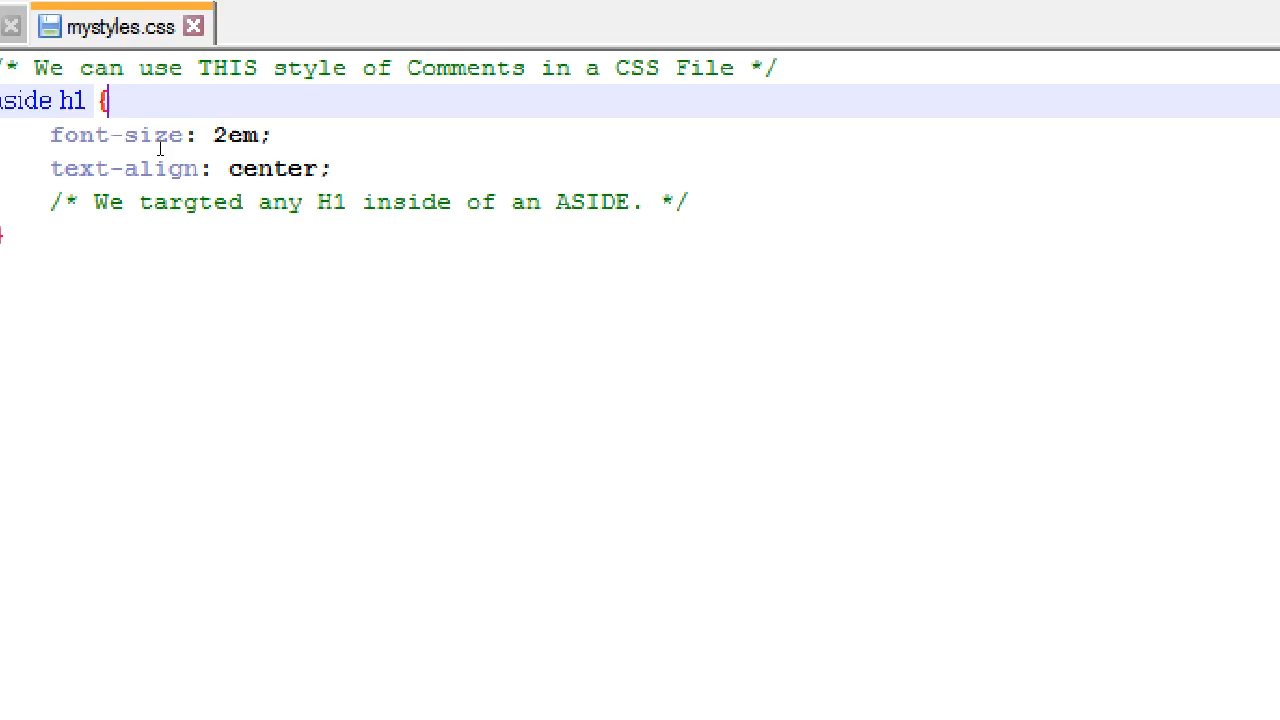 mystyles.css
/* We can use THIS style of Comments in a CSS File */
aside h1 {
font-size: 2em;
text-align: center;
/* We targted any H1 inside of an ASIDE. */
}